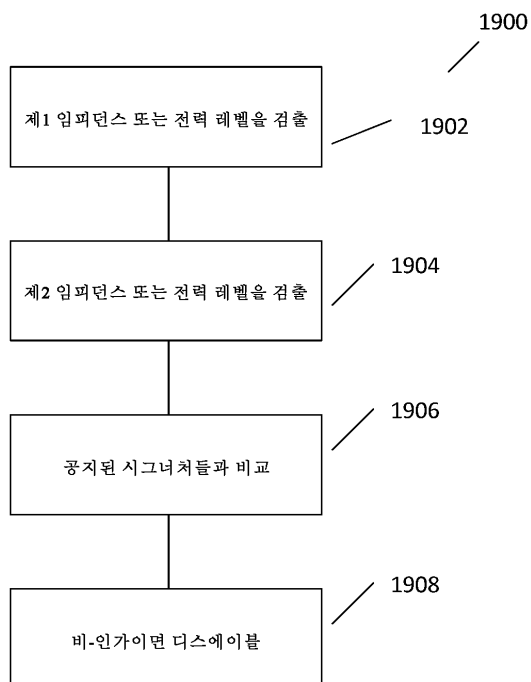 1900
제1 임피던스 또는 전력 레벨을 검출
1902
제2 임피던스 또는 전력 레벨을 검출
1904
공지된 시그너처들과 비교
1906
비-인가이면 디스에이블
1908